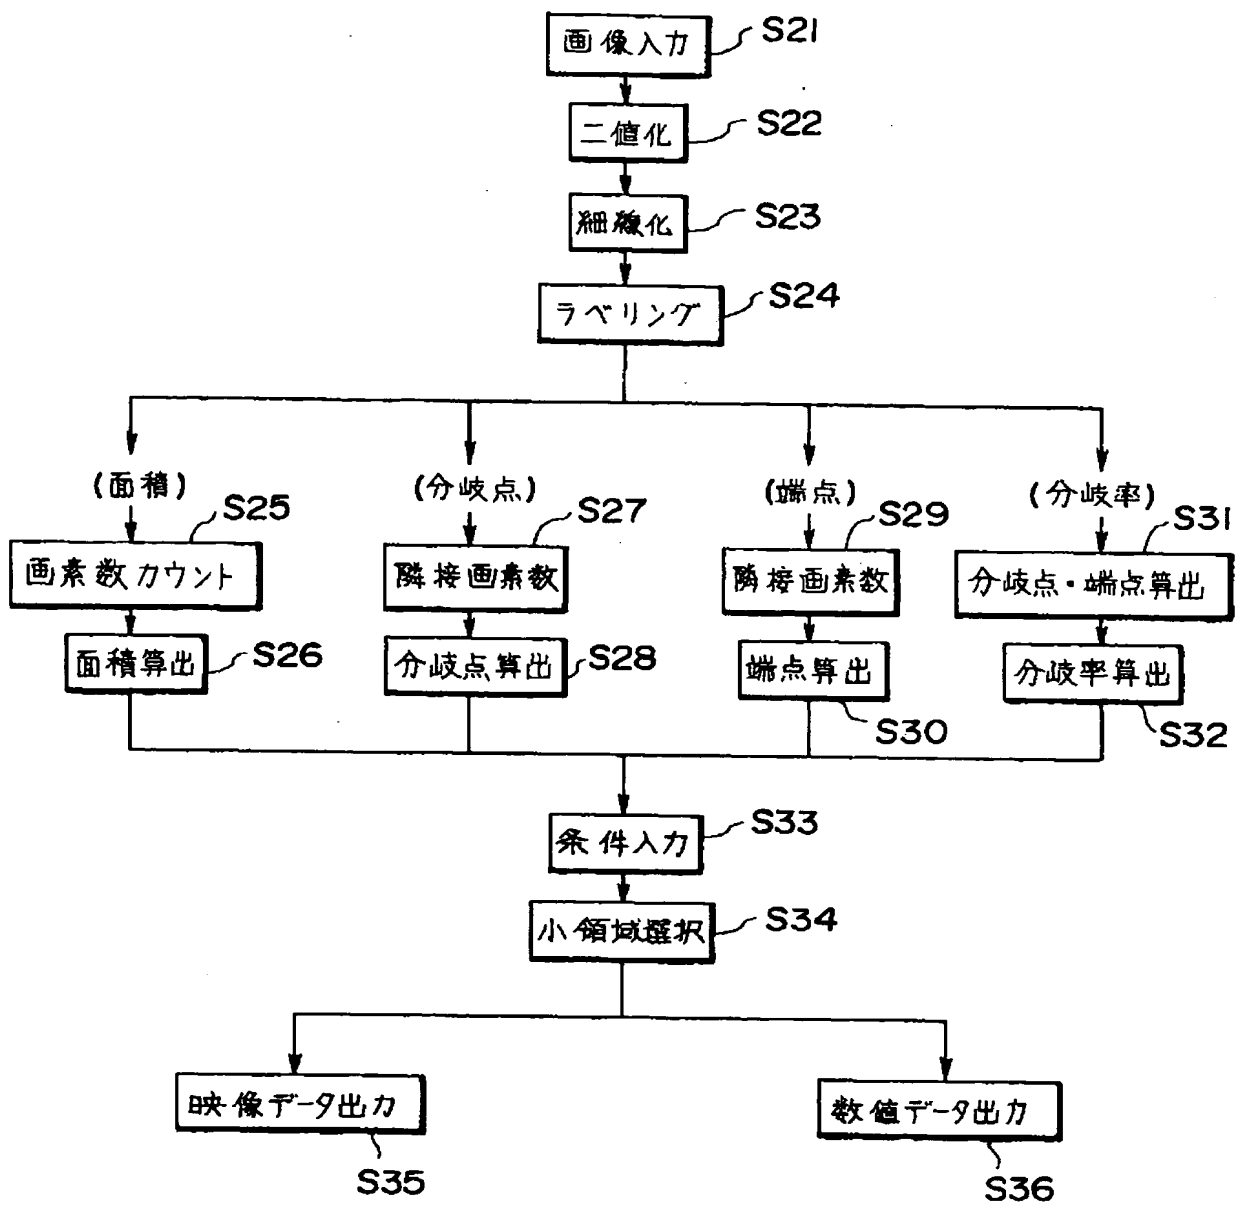 画像入力
S21
二値化
S22
細線化
S23
ラベリング
S24
(面積)
(分岐点)
(端点)
(分岐率)
S25
S27
S29
S31
画素数カウント
隣接画素数
隣接画素数
分岐点・端点算出
面積算出
S26
分岐点算出
S28
端点算出
S30
分岐率算出
S32
条件入力
S33
小領域選択
S34
映像データ出力
S35
数値データ出力
S36